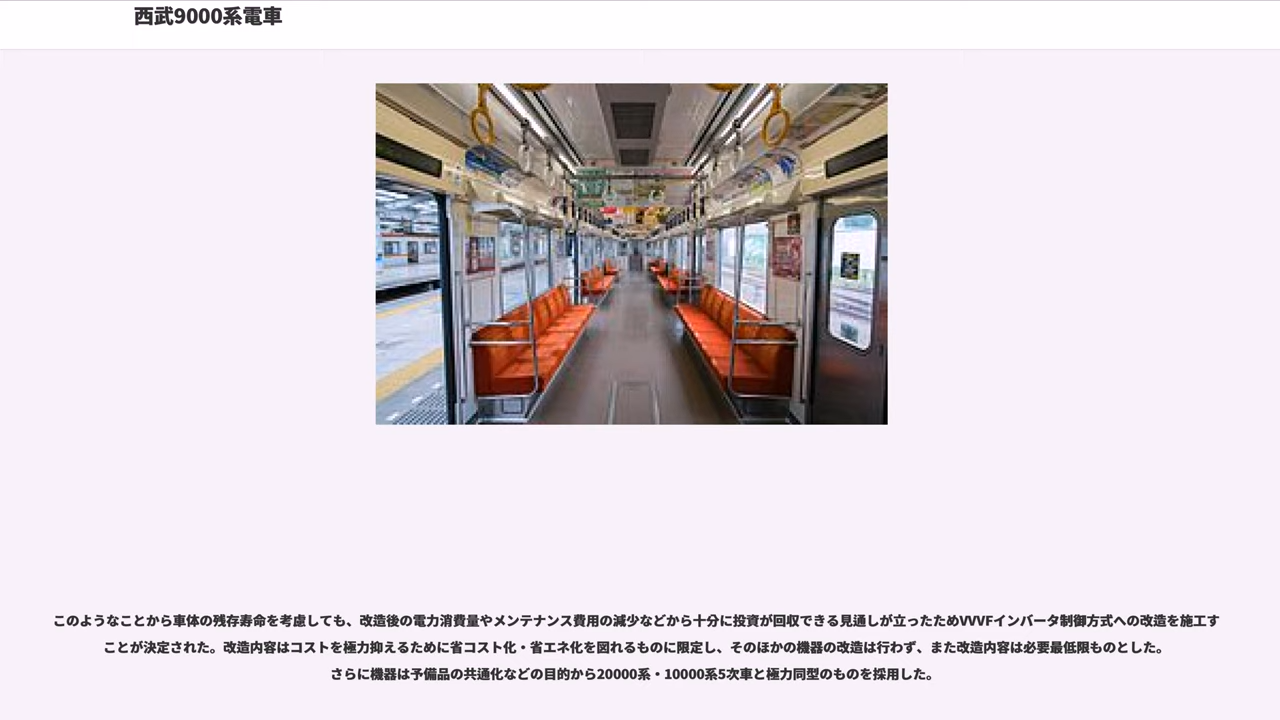 西武9000系電車
このようなことから車体の残存寿命を考慮しても、改造後の電力消費量やメンテナンス費用の減少などから十分に投資が回収できる見通しが立ったためVVVFインバータ制御方式への改造を施工す
ことが決定された。改造内容はコストを極力抑えるために省コスト化・省エネ化を図れるものに限定し、そのほかの機器の改造は行わず、また改造内容は必要最低限ものとした。
さらに機器は予備品の共通化などの目的から20000系・10000系5次車と極力同型のものを採用した。